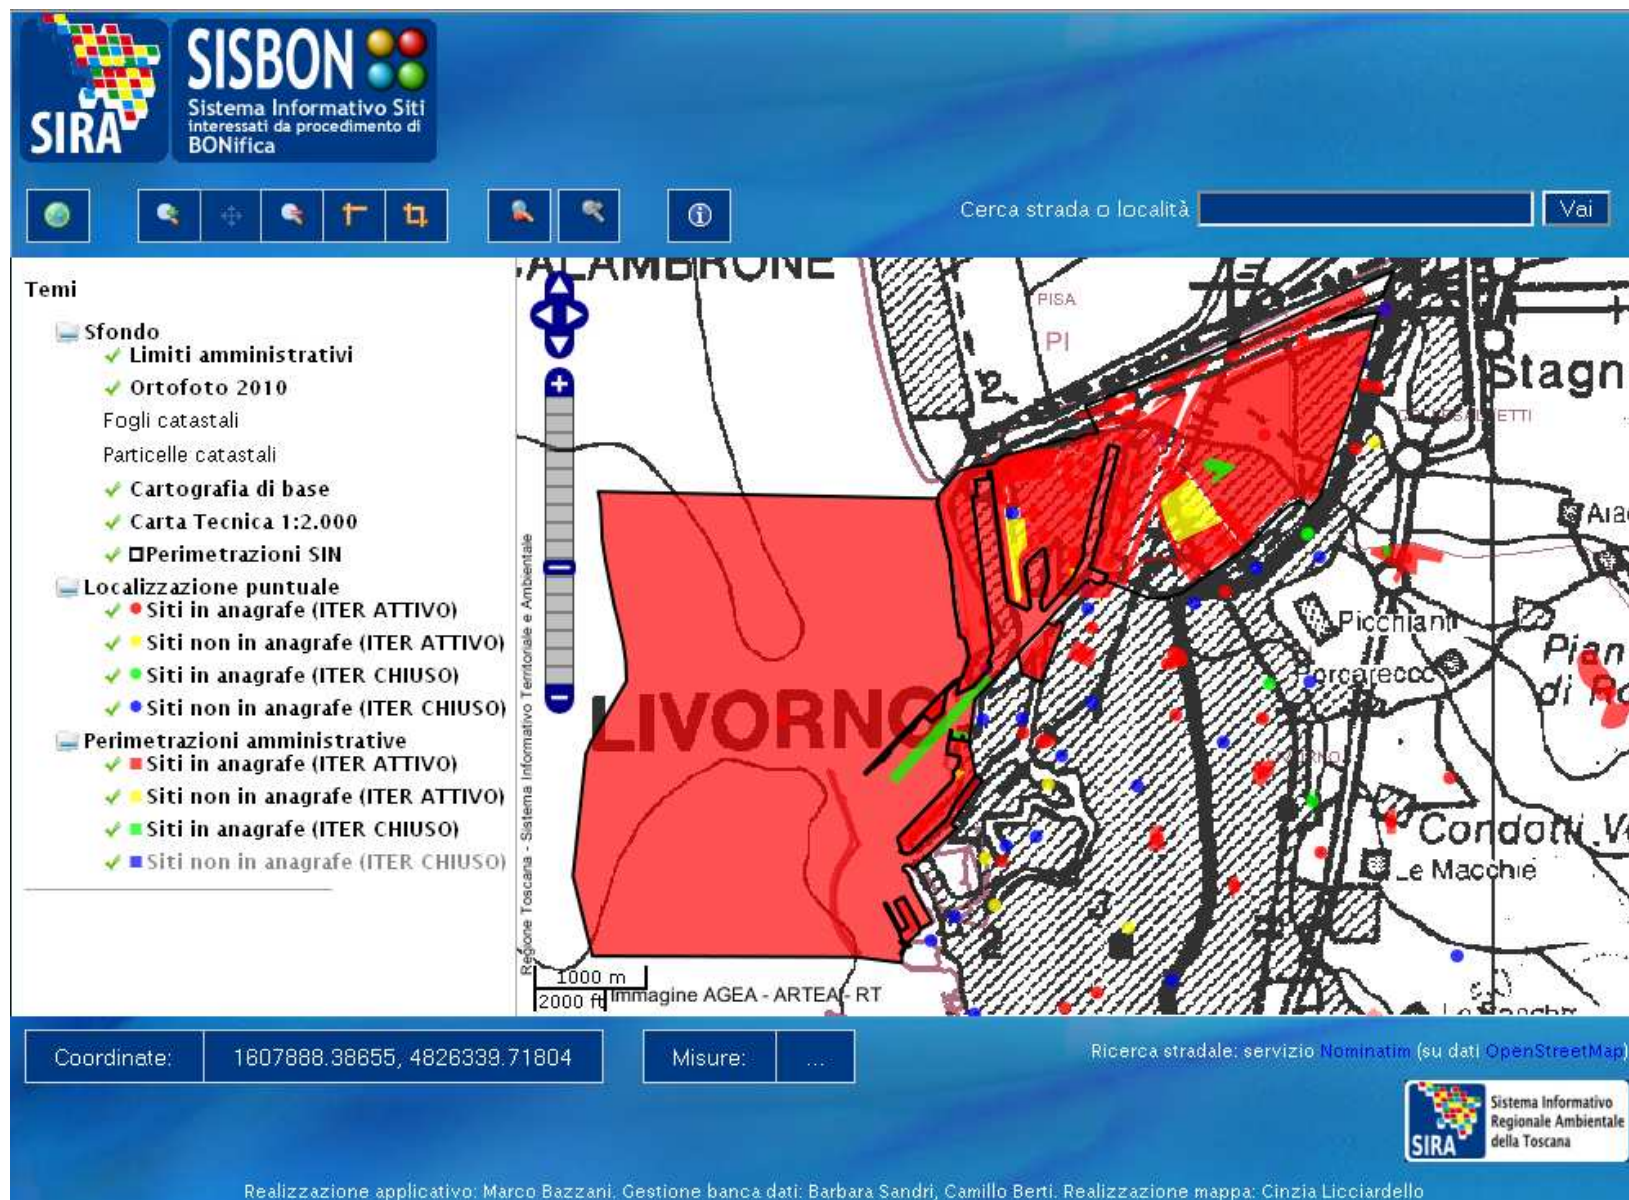 SIRA
SISBON
Sistema Informativo Siti
interessati da procedimento di
BONifica
Cerca strada o località
Vai
Temi
Sfondo
Limiti amministrativi
Ortofoto 2010
Fogli catastali
Particelle catastali
Cartografia di base
Carta Tecnica 1:2.000
Perimetrazioni SIN
Localizzazione puntuale
Siti in anagrafe (ITER ATTIVO)
Siti non in anagrafe (ITER ATTIVO)
Siti in anagrafe (ITER CHIUSO)
Siti non in anagrafe (ITER CHIUSO)
Perimetrazioni amministrative
Siti in anagrafe (ITER ATTIVO)
Siti non in anagrafe (ITER ATTIVO)
Siti in anagrafe (ITER CHIUSO)
Siti non in anagrafe (ITER CHIUSO)
ALAMBRONE
PISA
PI
Stagn
Picchianti
Porcarecco
Pian
di
LIVORNO
Condotti
Le Macchie
Regione Toscana - Sistema Informativo Territoriale e Ambientale
1000 m
2000 ft
Immagine AGEA - ARTEA - RT
Coordinate:
1607888.38655, 4826339.71804
Misure:
...
Ricerca stradale: servizio Nominatim (su dati OpenStreetMap)
SIRA
Sistema Informativo
Regionale Ambientale
della Toscana
Realizzazione applicativo: Marco Bazzani. Gestione banca dati: Barbara Sandri, Camillo Berti. Realizzazione mappa: Cinzia Licciardello